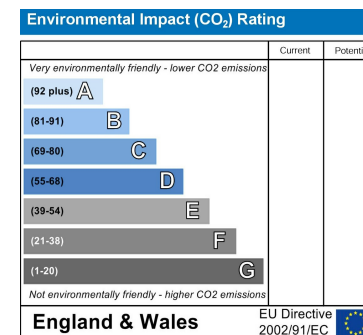 Environmental Impact (CO₂) Rating
Current
Very environmentally friendly - lower CO2 emissions
(92 plus) A
(81-91) B
(69-80) C
(55-68) D
(39-54) E
(21-38) F
(1-20) G
Not environmentally friendly - higher CO2 emissions
England & Wales
EU Directive
2002/91/EC